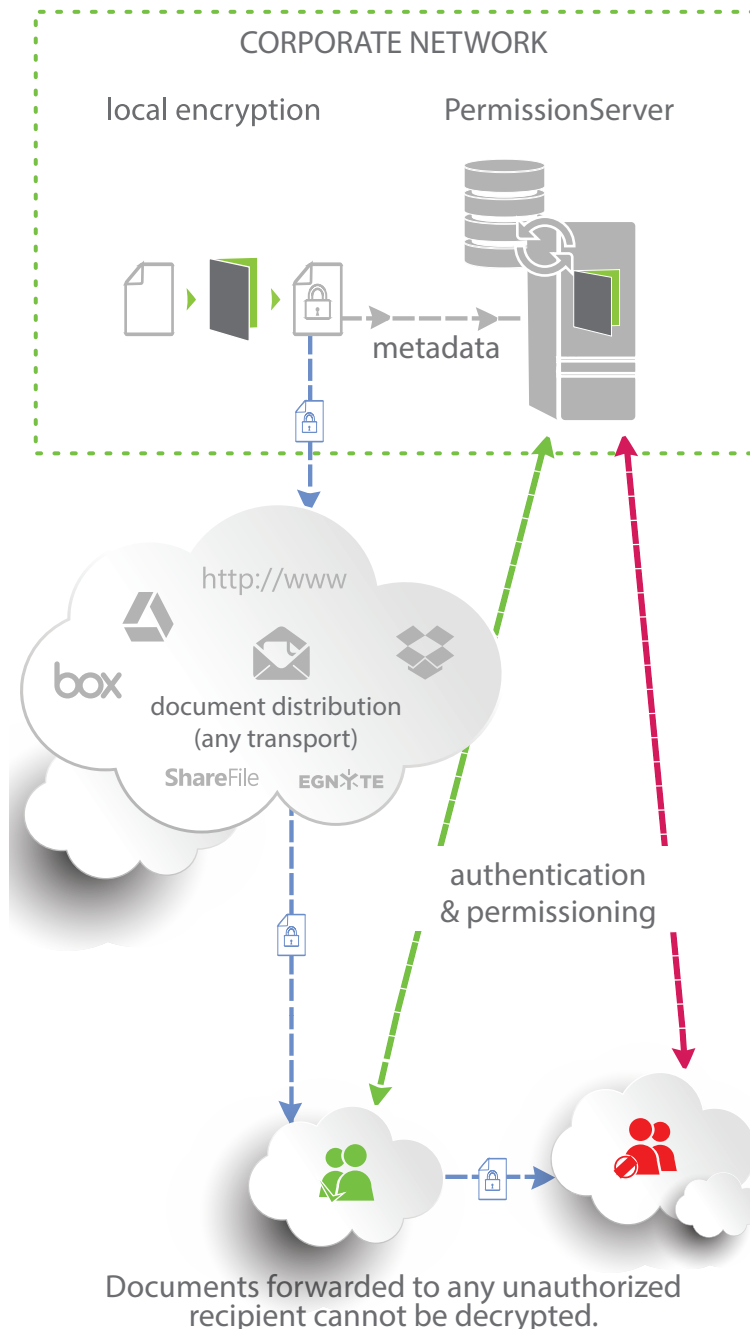 CORPORATE NETWORK
local encryption
PermissionServer
metadata
http://www
box
document distribution
(any transport)
ShareFile
EGNYTE
authentication
& permissioning
Documents forwarded to any unauthorized
recipient cannot be decrypted.